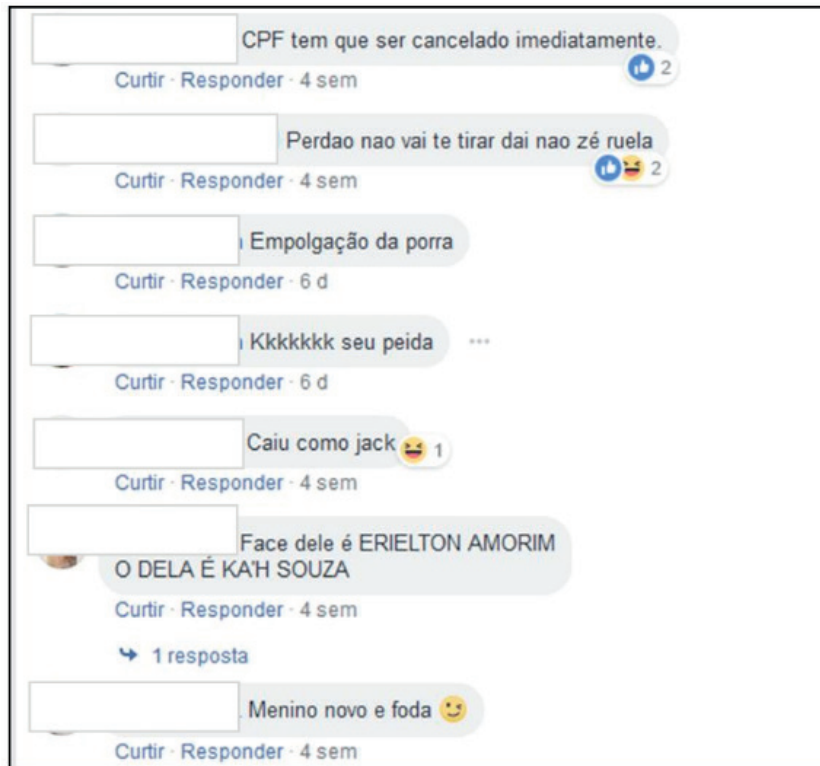 CPF tem que ser cancelado imediatamente.
2
Curtir · Responder · 4 sem
Perdao nao vai te tirar dai nao zé ruela
2
Curtir · Responder · 4 sem
Empolgação da porra
Curtir · Responder · 6 d
Kkkkkkk seu peida
Curtir · Responder · 6 d
Caiu como jack
1
Curtir · Responder · 4 sem
Face dele é ERIELTON AMORIM
O DELA É KA'H SOUZA
Curtir · Responder · 4 sem
1 resposta
Menino novo e foda
Curtir · Responder · 4 sem